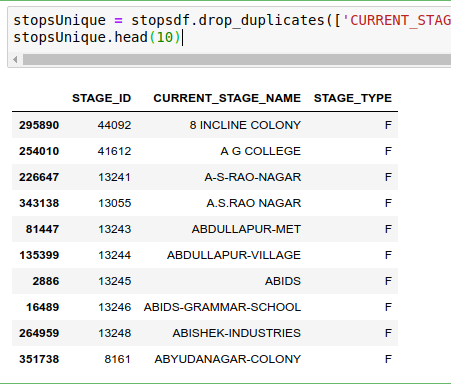 stopsUnique = stopsdf.drop_duplicates(['CURRENT_STAG
stopsUnique.head(10)
STAGE_ID CURRENT_STAGE_NAME STAGE_TYPE
295890 44092 8 INCLINE COLONY F
254010 41612 A G COLLEGE F
226647 13241 A-S-RAO-NAGAR F
343138 13055 A.S.RAO NAGAR F
81447 13243 ABDULLAPUR-MET F
135399 13244 ABDULLAPUR-VILLAGE F
2886 13245 ABIDS F
16489 13246 ABIDS-GRAMMAR-SCHOOL F
264959 13248 ABISHEK-INDUSTRIES F
351738 8161 ABYUDANAGAR-COLONY F